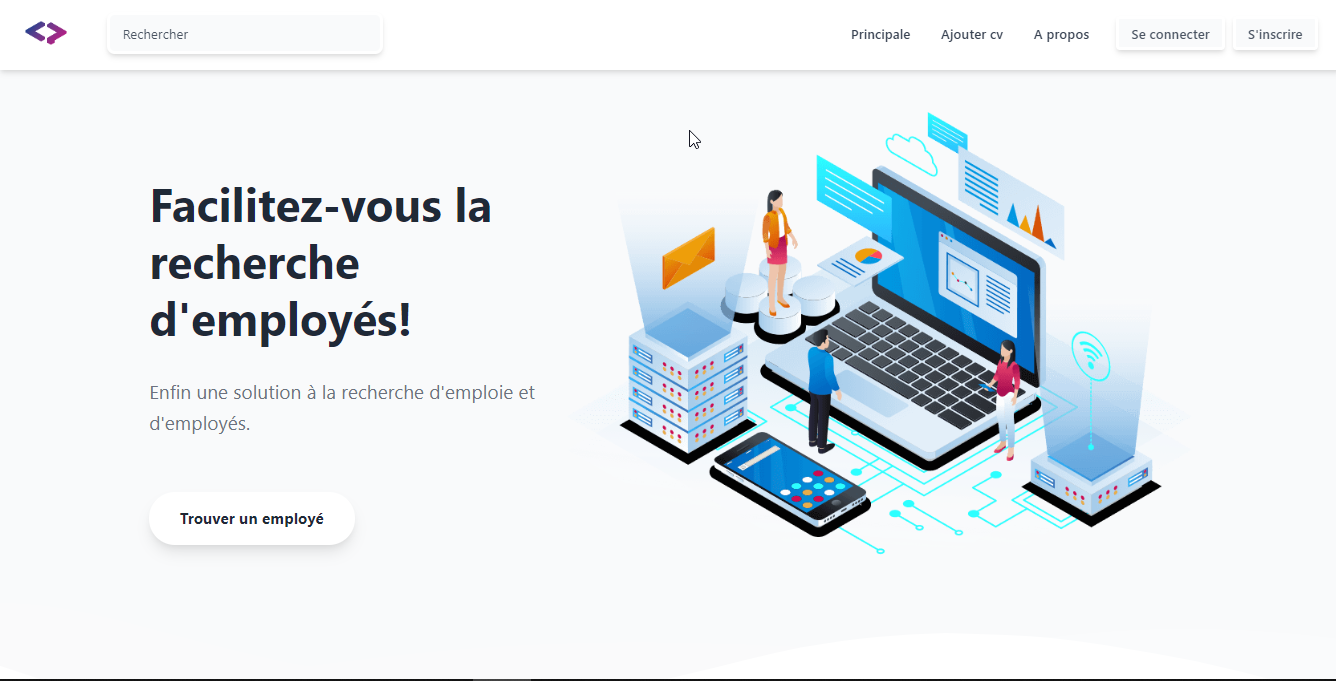 Rechercher
Principale
Ajouter cv
A propos
Se connecter
S'inscrire
Facilitez-vous la
recherche
d'employés!
Enfin une solution à la recherche d'emploie et
d'employés.
Trouver un employé